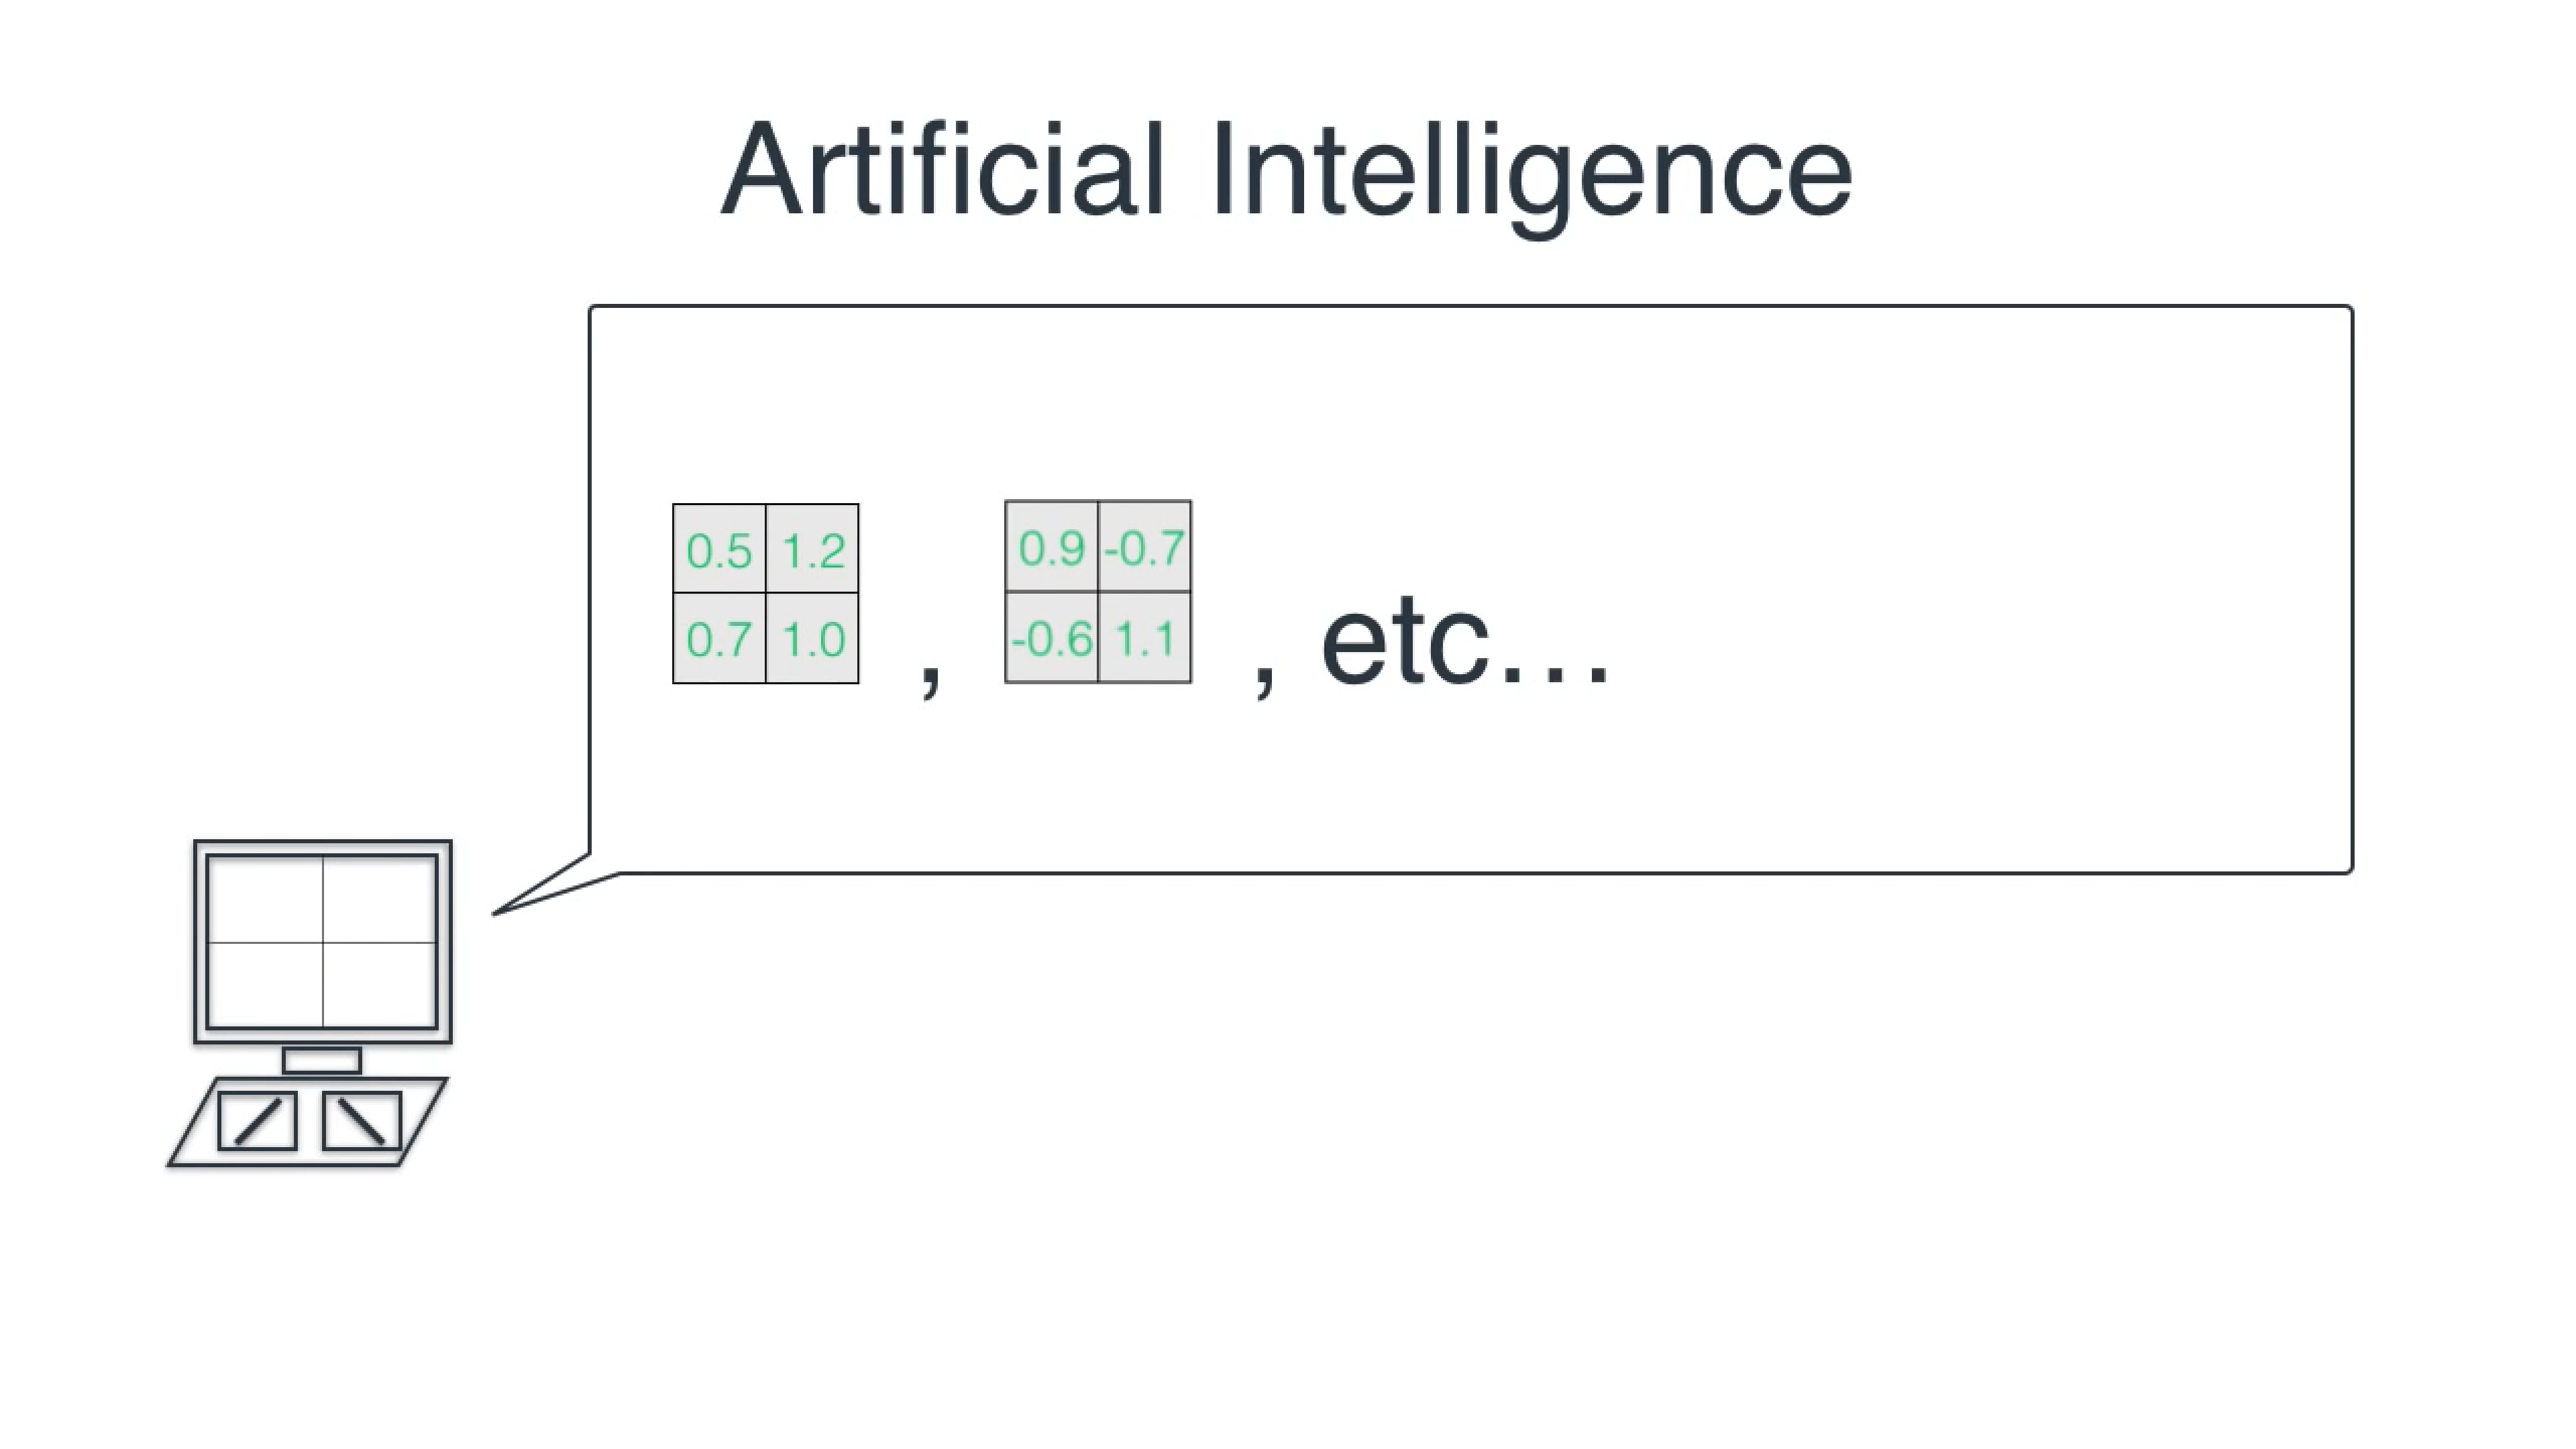 Artificial Intelligence
0.5 1.2 0.9 -0.7
0.7 1.0 , -0.6 1.1 , etc...